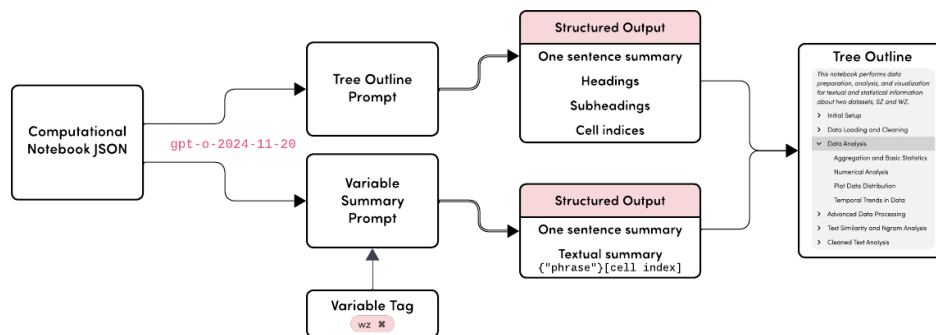 Computational
Notebook JSON
gpt-o-2024-11-20
Tree Outline
Prompt
Variable
Summary
Prompt
Variable Tag
wz ⌘
Structured Output
One sentence summary
Headings
Subheadings
Cell indices
Structured Output
One sentence summary
Textual summary
{"phrase"}[cell index]
Tree Outline
This notebook performs data
preparation, analysis, and visualization
for textual and statistical information
about two datasets, SZ and WZ.
Initial Setup
Data Loading and Cleaning
Data Analysis
Aggregation and Basic Statistics
Numerical Analysis
Plot Data Distribution
Temporal Trends in Data
Advanced Data Processing
Text Similarity and Ngram Analysis
Cleaned Text Analysis